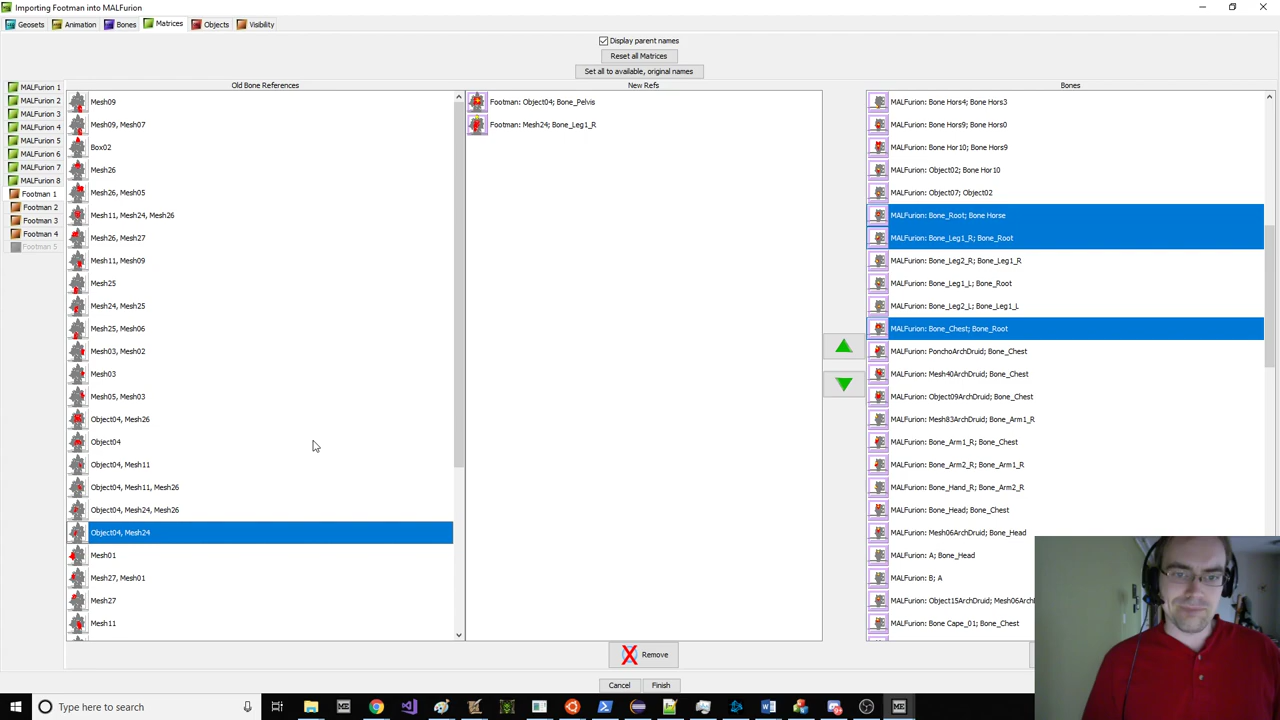 Importing Footman into MALFurion
Geosets
Animation
Bones
Matrices
Objects
Visibility
Display parent names
Reset all Matrices
Set all to available, original names
Old Bone References
New Refs
Bones
MALFurion 1
MALFurion 2
MALFurion 3
MALFurion 4
MALFurion 5
MALFurion 6
MALFurion 7
MALFurion 8
Footman 1
Footman 2
Footman 3
Footman 4
Footman 5
Mesh09
Mesh09, Mesh07
Box02
Mesh26
Mesh26, Mesh05
Mesh11, Mesh24, Mesh26
Mesh26, Mesh27
Mesh11, Mesh09
Mesh25
Mesh24, Mesh25
Mesh25, Mesh06
Mesh03, Mesh02
Mesh03
Mesh05, Mesh03
Object04, Mesh26
Object04
Object04, Mesh11
Object04, Mesh11, Mesh26
Object04, Mesh24, Mesh26
Object04, Mesh24
Mesh01
Mesh27, Mesh01
Mesh27
Mesh11
Footman: Object04; Bone_Pelvis
Footman: Mesh24; Bone_Leg1_R
Remove
Cancel
Finish
MALFurion: Bone Hors4; Bone Hors3
MALFurion: Bone Hors9; Bone Hors0
MALFurion: Bone Hor10; Bone Hors9
MALFurion: Object02; Bone Hor10
MALFurion: Object07; Object02
MALFurion: Bone_Root; Bone Horse
MALFurion: Bone_Leg1_R; Bone_Root
MALFurion: Bone_Leg2_R; Bone_Leg1_R
MALFurion: Bone_Leg1_L; Bone_Root
MALFurion: Bone_Leg2_L; Bone_Leg1_L
MALFurion: Bone_Chest; Bone_Root
MALFurion: PonchoArchDruid; Bone_Chest
MALFurion: Mesh40ArchDruid; Bone_Chest
MALFurion: Object09ArchDruid; Bone_Chest
MALFurion: Mesh83ArchDruid; Bone_Arm1_R
MALFurion: Bone_Arm1_R; Bone_Chest
MALFurion: Bone_Arm2_R; Bone_Arm1_R
MALFurion: Bone_Hand_R; Bone_Arm2_R
MALFurion: Bone_Head; Bone_Chest
MALFurion: Mesh06ArchDruid; Bone_Head
MALFurion: A; Bone_Head
MALFurion: B; A
MALFurion: Object15ArchDruid; Mesh06Arch
MALFurion: Bone Cape_01; Bone_Chest
Type here to search
ME
ME